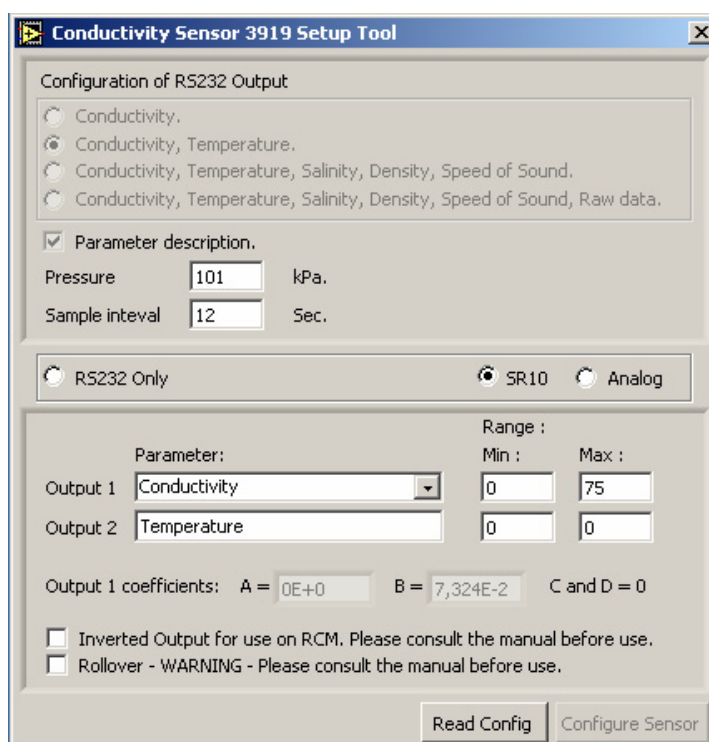 Conductivity Sensor 3919 Setup Tool
Configuration of RS232 Output
Conductivity.
Conductivity, Temperature.
Conductivity, Temperature, Salinity, Density, Speed of Sound.
Conductivity, Temperature, Salinity, Density, Speed of Sound, Raw data.
Parameter description.
Pressure 101 kPa.
Sample inteval 12 Sec.
RS232 Only SR10 Analog
Range :
Parameter: Min : Max :
Output 1 Conductivity 0 75
Output 2 Temperature 0 0
Output 1 coefficients: A = 0E+0 B = 7,324E-2 C and D = 0
Inverted Output for use on RCM. Please consult the manual before use.
Rollover - WARNING - Please consult the manual before use.
Read Config Configure Sensor